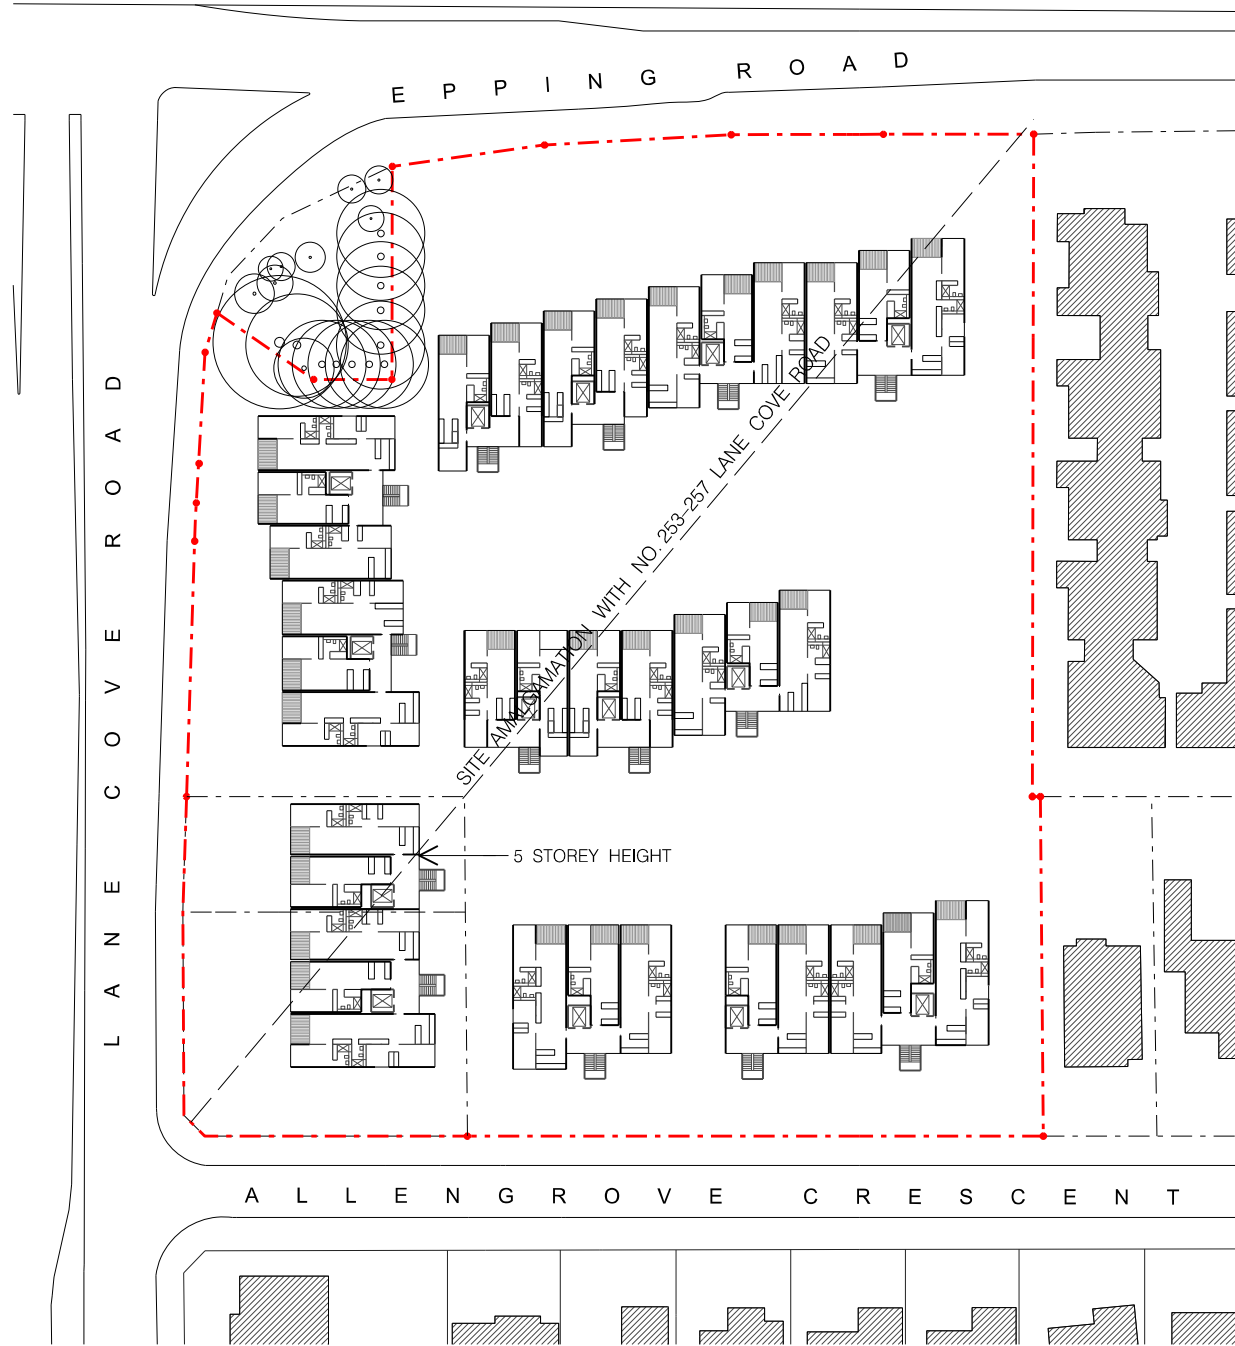 EPPING ROAD
LANE COVE ROAD
SITE AMALGAMATION WITH NO. 253-257 LANE COVE ROAD
5 STOREY HEIGHT
ALLENGROVE CRESCENT